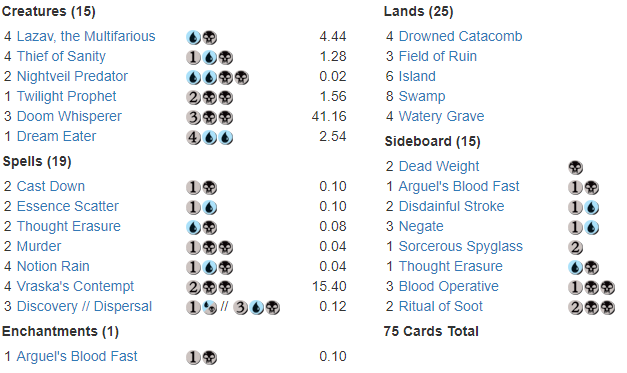 Creatures (15)
4 Lazav, the Multifarious 4.44
4 Thief of Sanity 1 1.28
2 Nightveil Predator 0.02
1 Twilight Prophet 2 1.56
3 Doom Whisperer 3 41.16
1 Dream Eater 4 2.54
Spells (19)
2 Cast Down 1 0.10
2 Essence Scatter 1 0.10
2 Thought Erasure 0.08
2 Murder 1 0.04
4 Notion Rain 1 0.04
4 Vraska's Contempt 2 15.40
3 Discovery // Dispersal 1 // 3 0.12
Enchantments (1)
1 Arguel's Blood Fast 1 0.10
Lands (25)
4 Drowned Catacomb
3 Field of Ruin
6 Island
8 Swamp
4 Watery Grave
Sideboard (15)
2 Dead Weight
1 Arguel's Blood Fast 1
2 Disdainful Stroke 1
3 Negate 1
1 Sorcerous Spyglass 2
1 Thought Erasure
3 Blood Operative 1
2 Ritual of Soot 2
75 Cards Total